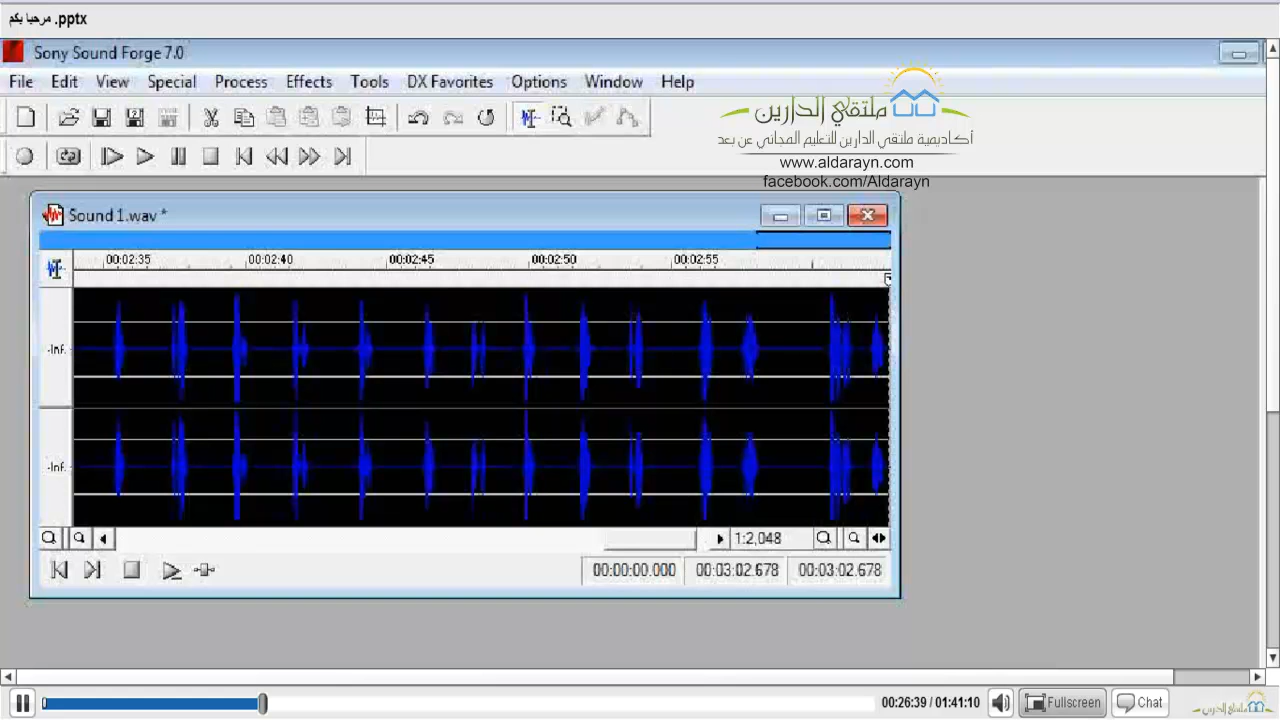 مرحبا بكم .pptx
Sony Sound Forge 7.0
File Edit View Special Process Effects Tools DX Favorites Options Window Help
ملتقي الدارين
أكاديمية ملتقي الدارين للتعليم المجاني عن بعد
www.aldarayn.com
facebook.com/Aldarayn
Sound 1.wav *
00:02:35 00:02:40 00:02:45 00:02:50 00:02:55
-Inf.
-Inf.
1:2,048
00:00:00.000 00:03:02.678 00:03:02.678
00:26:39 / 01:41:10 Fullscreen Chat ملتقي الدارين